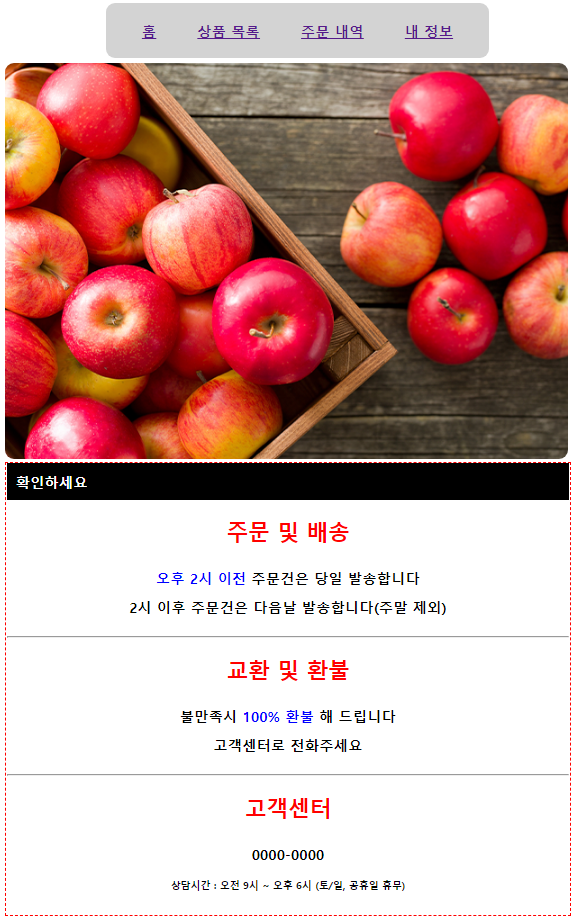 홈 상품 목록 주문 내역 내 정보
확인하세요
주문 및 배송
오후 2시 이전 주문건은 당일 발송합니다
2시 이후 주문건은 다음날 발송합니다(주말 제외)
교환 및 환불
불만족시 100% 환불 해 드립니다
고객센터로 전화주세요
고객센터
0000-0000
상담시간 : 오전 9시 ~ 오후 6시 (토/일, 공휴일 휴무)